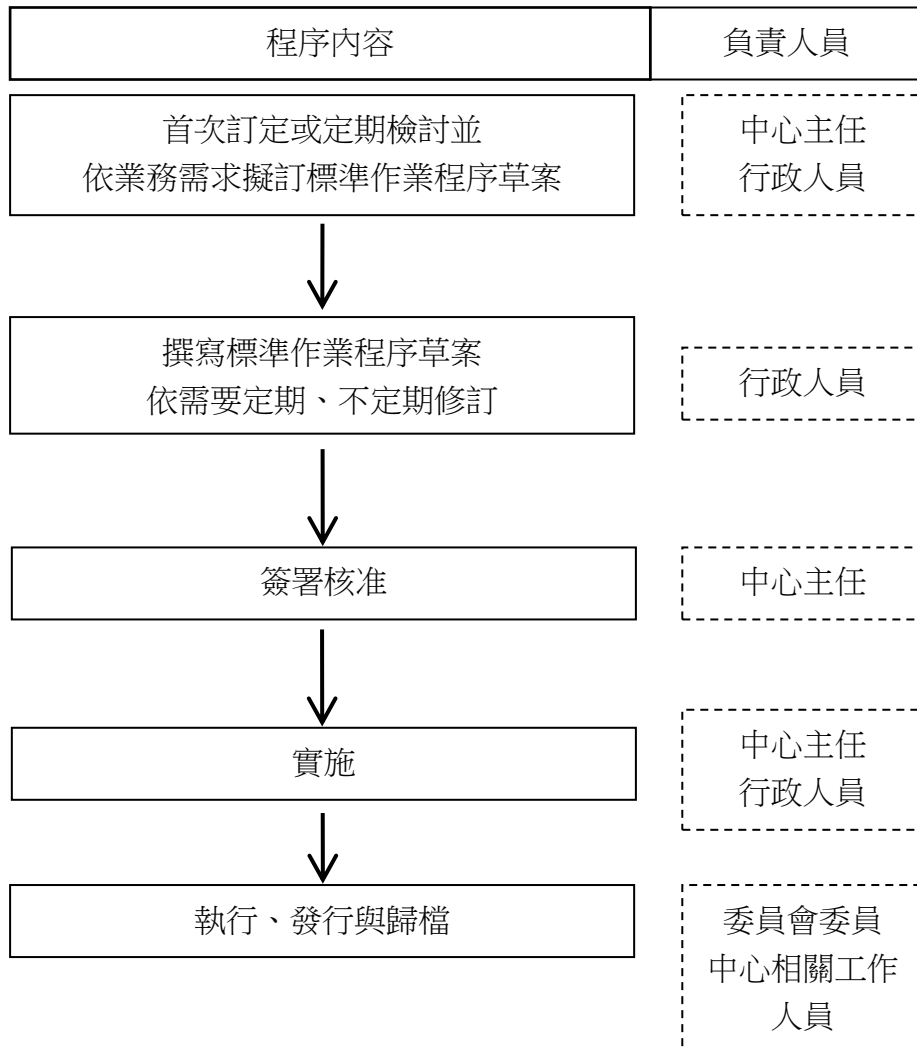 程序內容
負責人員
首次訂定或定期檢討並
依業務需求擬訂標準作業程序草案
中心主任
行政人員
撰寫標準作業程序草案
依需要定期、不定期修訂
行政人員
簽署核准
中心主任
實施
中心主任
行政人員
執行、發行與歸檔
委員會委員
中心相關工作
人員